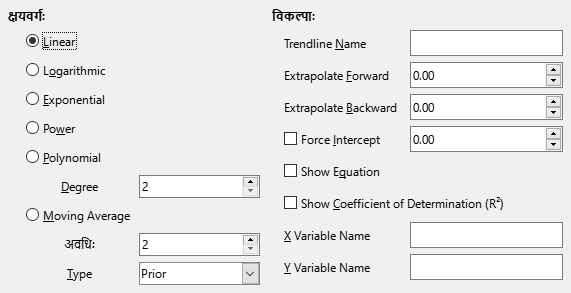 क्षयवर्गः
Linear
Logarithmic
Exponential
Power
Polynomial
Degree 2
Moving Average
अवधिः 2
Type Prior
विकल्पाः
Trendline Name
Extrapolate Forward 0.00
Extrapolate Backward 0.00
Force Intercept 0.00
Show Equation
Show Coefficient of Determination (R²)
X Variable Name
Y Variable Name